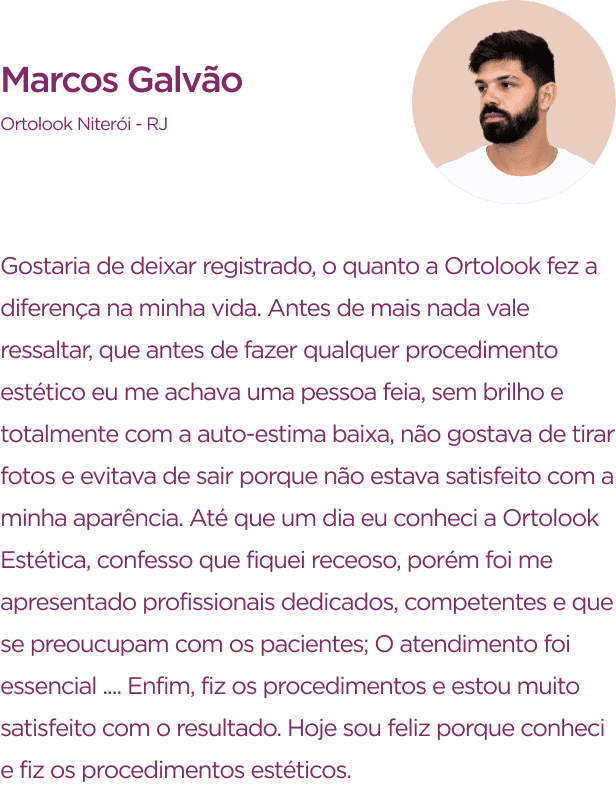 Marcos Galvão
Ortolook Niterói - RJ
Gostaria de deixar registrado, o quanto a Ortolook fez a
diferença na minha vida. Antes de mais nada vale
ressaltar, que antes de fazer qualquer procedimento
estético eu me achava uma pessoa feia, sem brilho e
totalmente com a auto-estima baixa, não gostava de tirar
fotos e evitava de sair porque não estava satisfeito com a
minha aparência. Até que um dia eu conheci a Ortolook
Estética, confesso que fiquei receoso, porém foi me
apresentado profissionais dedicados, competentes e que
se preoucupam com os pacientes; O atendimento foi
essencial .... Enfim, fiz os procedimentos e estou muito
satisfeito com o resultado. Hoje sou feliz porque conheci
e fiz os procedimentos estéticos.